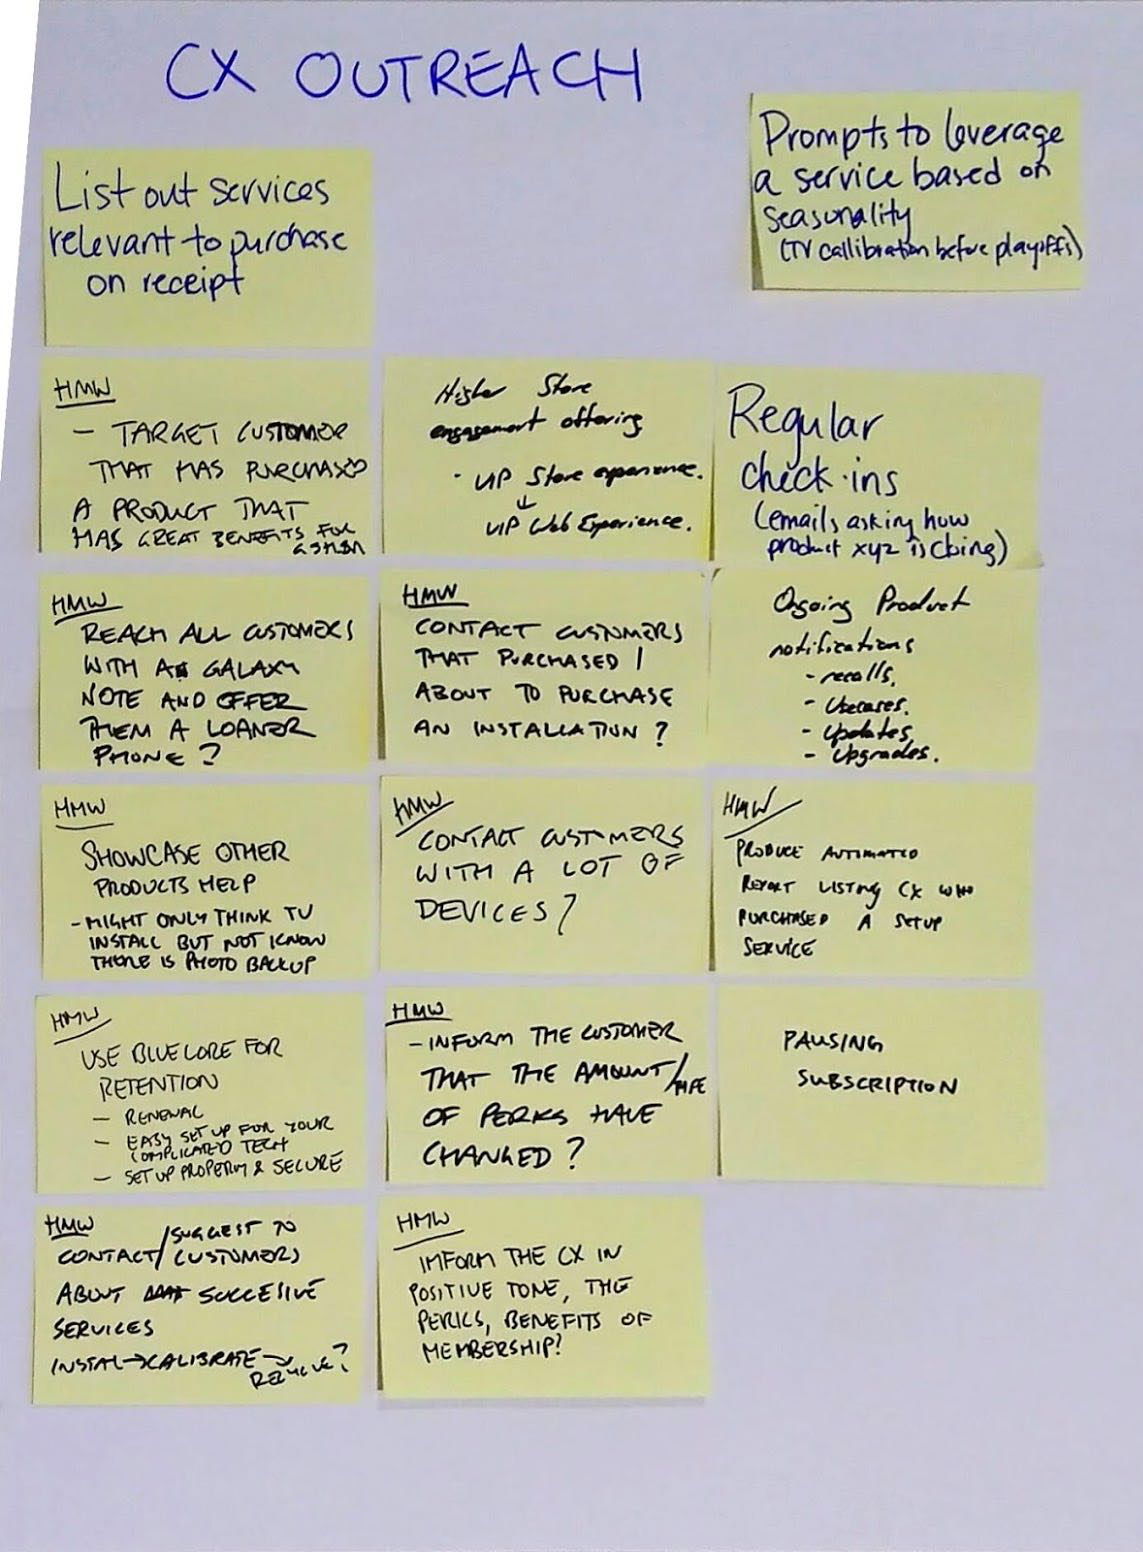 CX OUTREACH
List out services
relevant to purchase
on receipt
Prompts to leverage
a service based on
seasonality
(TV callibration before playoffs)
HMW
- TARGET CUSTOMER
THAT HAS PURCHASED
A PRODUCT THAT
HAS GREAT BENEFITS FOR
Higher Store
engagement offering
- VIP Store experience.
↓
VIP Web Experience.
Regular
check-ins
(emails asking how
product xyz is doing)
HMW
REACH ALL CUSTOMERS
WITH A GALAXY
NOTE AND OFFER
THEM A LOANER
PHONE?
HMW
CONTACT CUSTOMERS
THAT PURCHASED /
ABOUT TO PURCHASE
AN INSTALLATION?
Ongoing Product
notifications
- recalls.
- Usecases.
- Updates
- Upgrades.
HMW
SHOWCASE OTHER
PRODUCTS HELP
- MIGHT ONLY THINK TV
INSTALL BUT NOT KNOW
THERE IS PHOTO BACKUP
HMW
CONTACT CUSTOMERS
WITH A LOT OF
DEVICES?
HMW
PRODUCE AUTOMATED
REPORT LISTING CX WHO
PURCHASED A SETUP
SERVICE
HMW
USE BLUECORE FOR
RETENTION
- RENEWAL
- EASY SET UP FOR YOUR
COMPLICATED TECH
- SET UP PROPERLY & SECURE
HMW
- INFORM THE CUSTOMER
THAT THE AMOUNT/TYPE
OF PERKS HAVE
CHANGED?
PAUSING
SUBSCRIPTION
HMW
CONTACT/SUGGEST TO
CUSTOMERS
ABOUT SUCCESIVE
SERVICES
INSTAL→CALIBRATE→
HMW
IMFORM THE CX IN
POSITIVE TONE, THE
PERKS, BENEFITS OF
MEMBERSHIP?